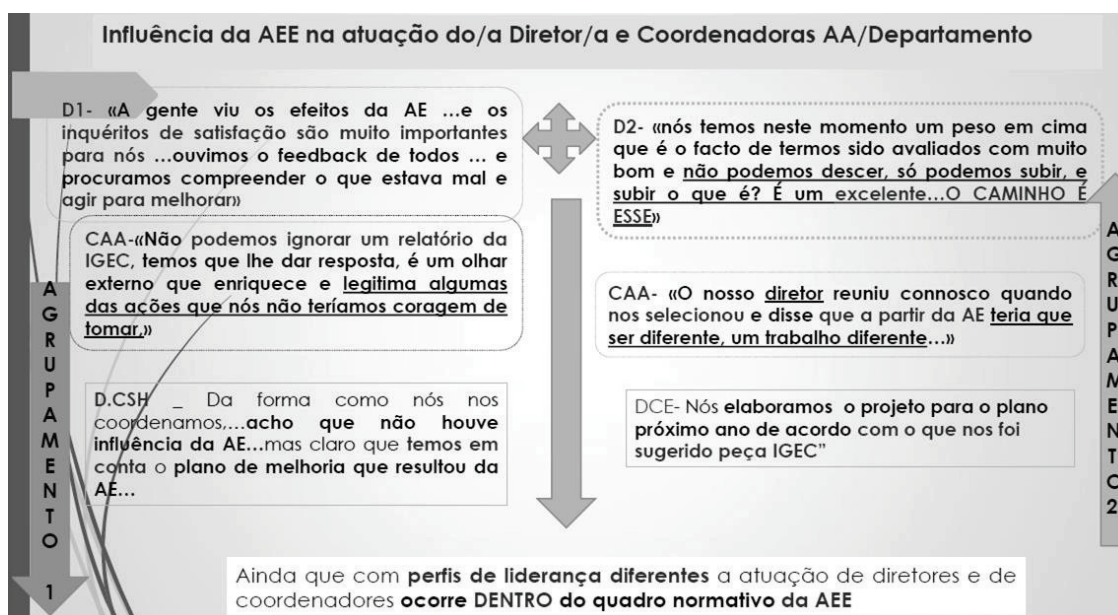 Influência da AEE na atuação do/a Diretor/a e Coordenadoras AA/Departamento
D1- «A gente viu os efeitos da AE ...e os
inquéritos de satisfação são muito importantes
para nós ...ouvimos o feedback de todos ... e
procuramos compreender o que estava mal e
agir para melhorar»
CAA-«Não podemos ignorar um relatório da
IGEC, temos que lhe dar resposta, é um olhar
externo que enriquece e legitima algumas
das ações que nós não teríamos coragem de
tomar.»
D.CSH _ Da forma como nós nos
coordenamos,...acho que não houve
influência da AE...mas claro que temos em
conta o plano de melhoria que resultou da
AE...
AGRUPAMENTO 1
D2- «nós temos neste momento um peso em cima
que é o facto de termos sido avaliados com muito
bom e não podemos descer, só podemos subir, e
subir o que é? É um excelente...O CAMINHO É
ESSE»
CAA- «O nosso diretor reuniu connosco quando
nos selecionou e disse que a partir da AE teria que
ser diferente, um trabalho diferente...»
DCE- Nós elaboramos o projeto para o plano
próximo ano de acordo com o que nos foi
sugerido peça IGEC"
AGRUPAMENTO 2
Ainda que com perfis de liderança diferentes a atuação de diretores e de
coordenadores ocorre DENTRO do quadro normativo da AEE